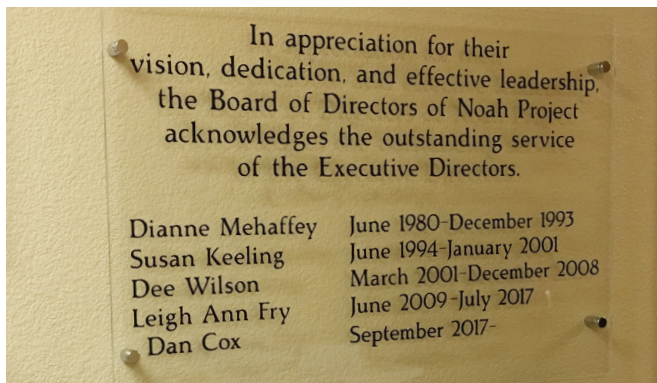 In appreciation for their
vision, dedication, and effective leadership,
the Board of Directors of Noah Project
acknowledges the outstanding service
of the Executive Directors.
Dianne Mehaffey June 1980-December 1993
Susan Keeling June 1994-January 2001
Dee Wilson March 2001-December 2008
Leigh Ann Fry June 2009-July 2017
Dan Cox September 2017-